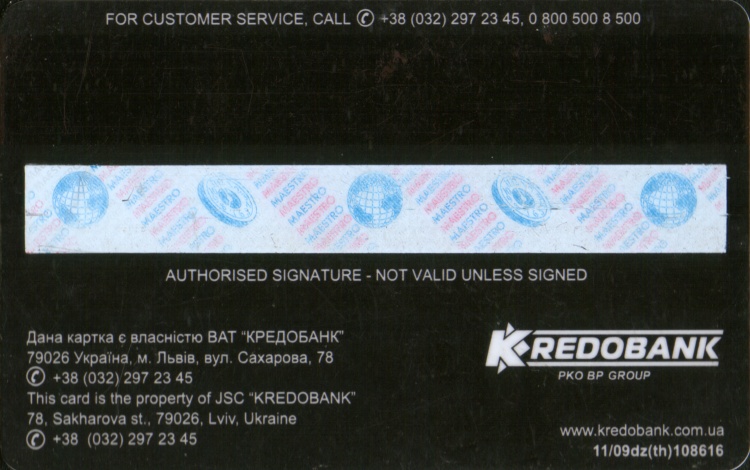 FOR CUSTOMER SERVICE, CALL ✆ +38 (032) 297 23 45, 0 800 500 8 500
MAESTRO MAESTRO MAESTRO MAESTRO
AUTHORISED SIGNATURE - NOT VALID UNLESS SIGNED
Дана картка є власністю ВАТ “КРЕДОБАНК”
79026 Україна, м. Львів, вул. Сахарова, 78
✆ +38 (032) 297 23 45
This card is the property of JSC “KREDOBANK”
78, Sakharova st., 79026, Lviv, Ukraine
✆ +38 (032) 297 23 45
KREDOBANK
PKO BP GROUP
www.kredobank.com.ua
11/09dz(th)108616